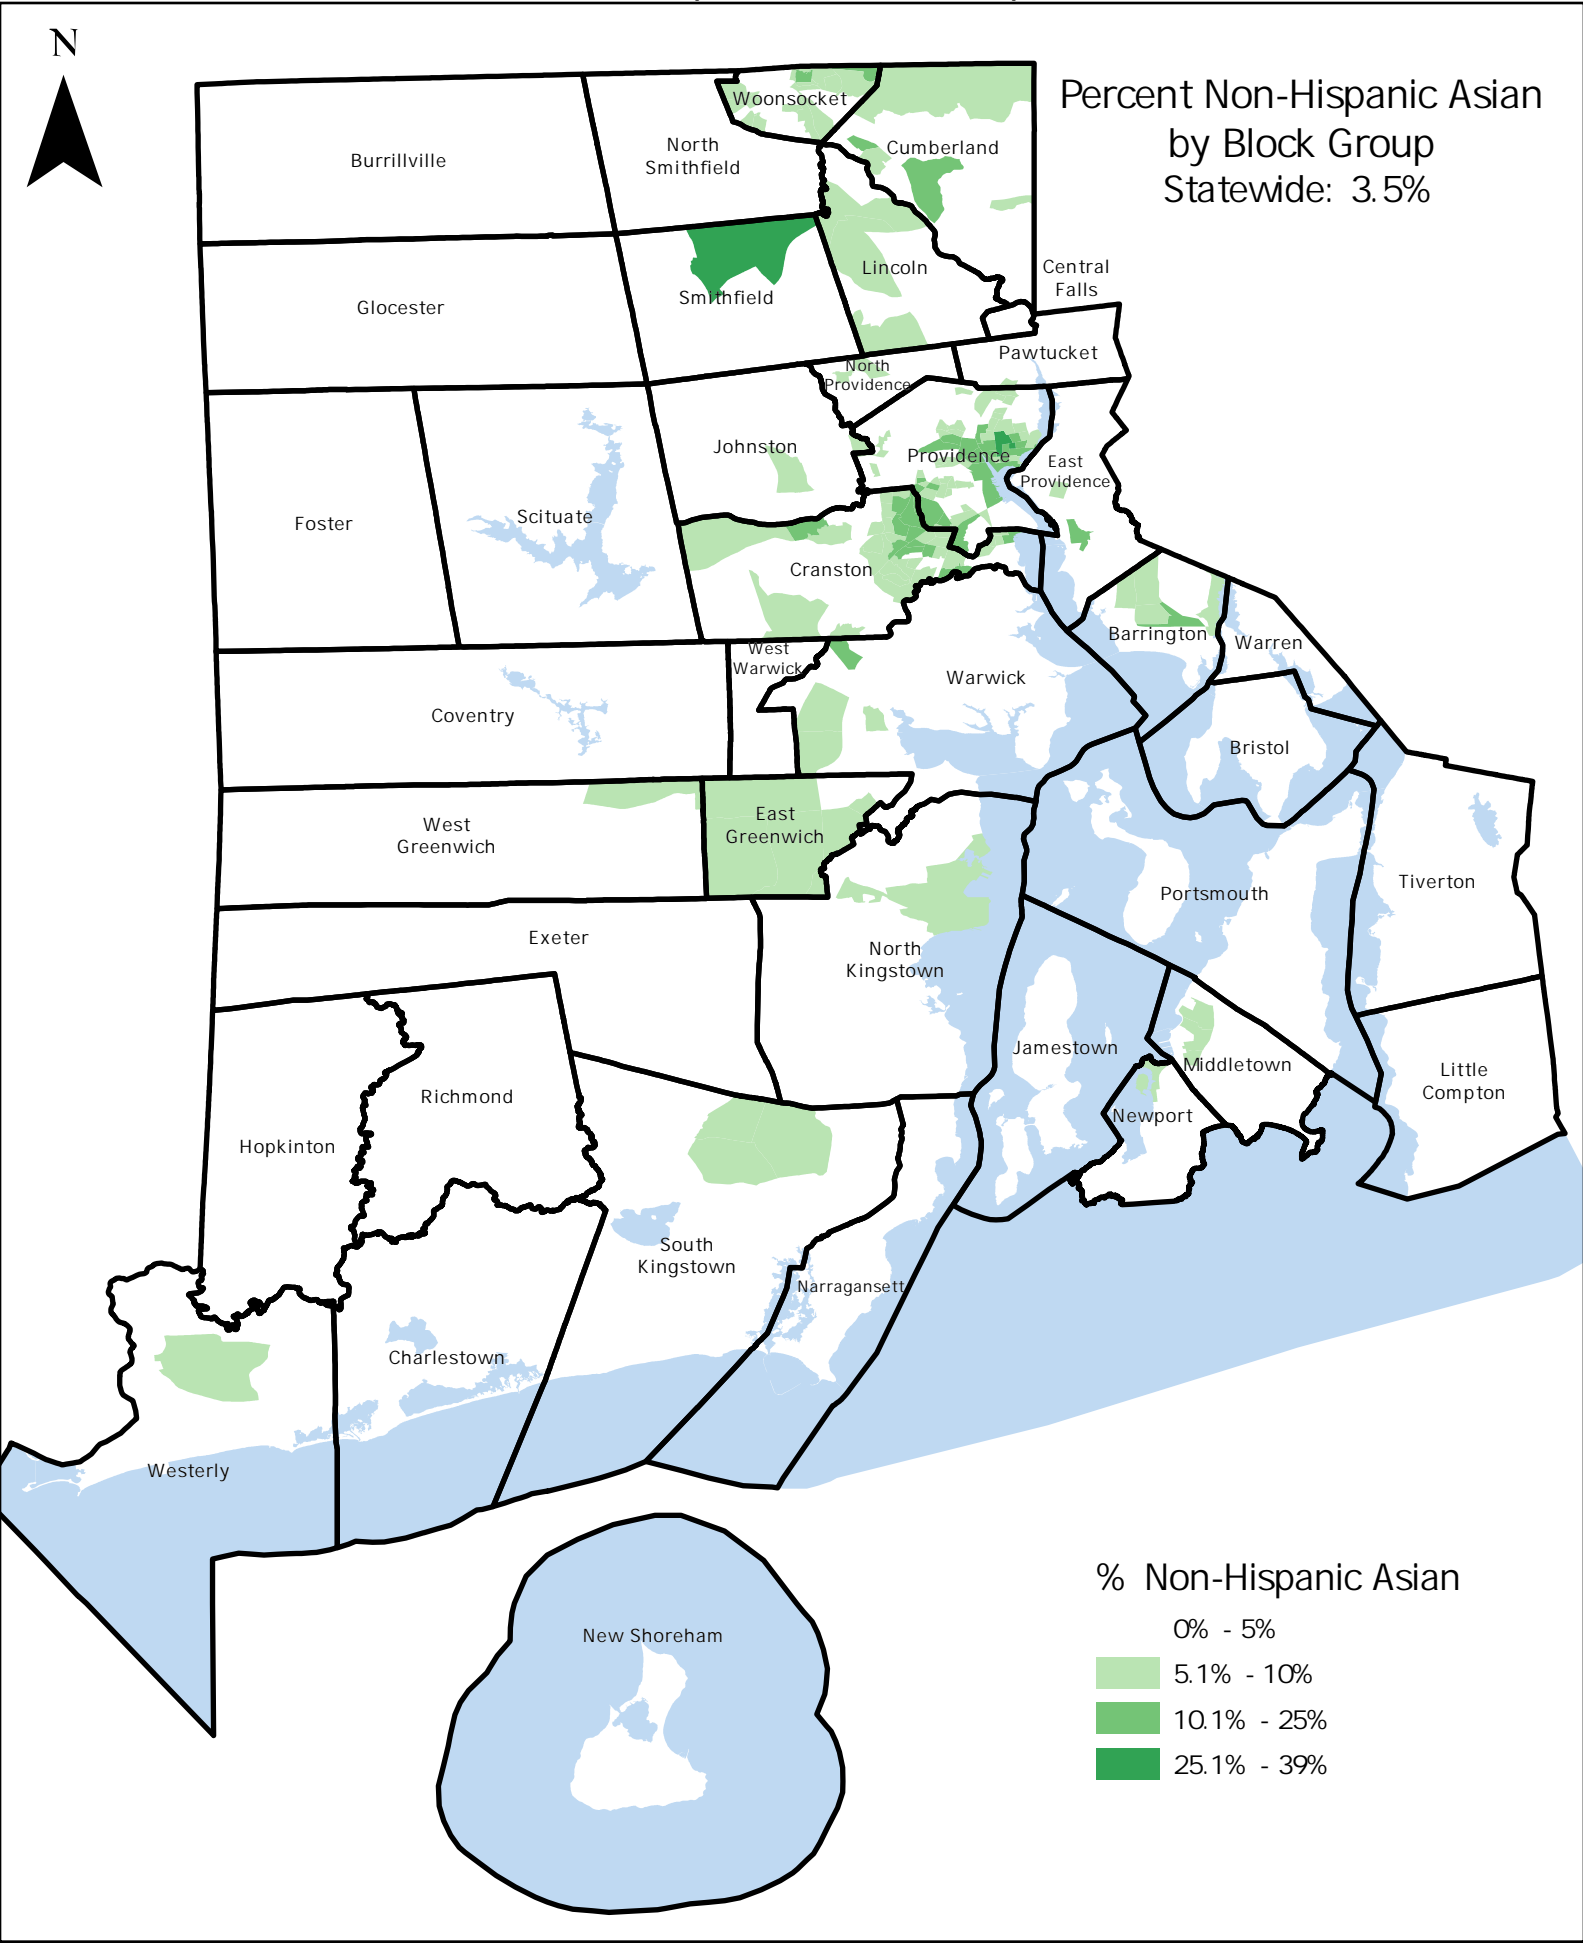 N
Percent Non-Hispanic Asian
by Block Group
Statewide: 3.5%
Woonsocket
Burrillville
North
Smithfield
Cumberland
Glocester
Smithfield
Lincoln
Central
Falls
Pawtucket
North
Providence
Johnston
Providence
East
Providence
Foster
Scituate
Cranston
Barrington
Warren
West
Warwick
Warwick
Coventry
Bristol
West
Greenwich
East
Greenwich
Portsmouth
Tiverton
Exeter
North
Kingstown
Jamestown
Middletown
Little
Compton
Richmond
Newport
Hopkinton
South
Kingstown
Narragansett
Charlestown
Westerly
New Shoreham
% Non-Hispanic Asian
0% - 5%
5.1% - 10%
10.1% - 25%
25.1% - 39%